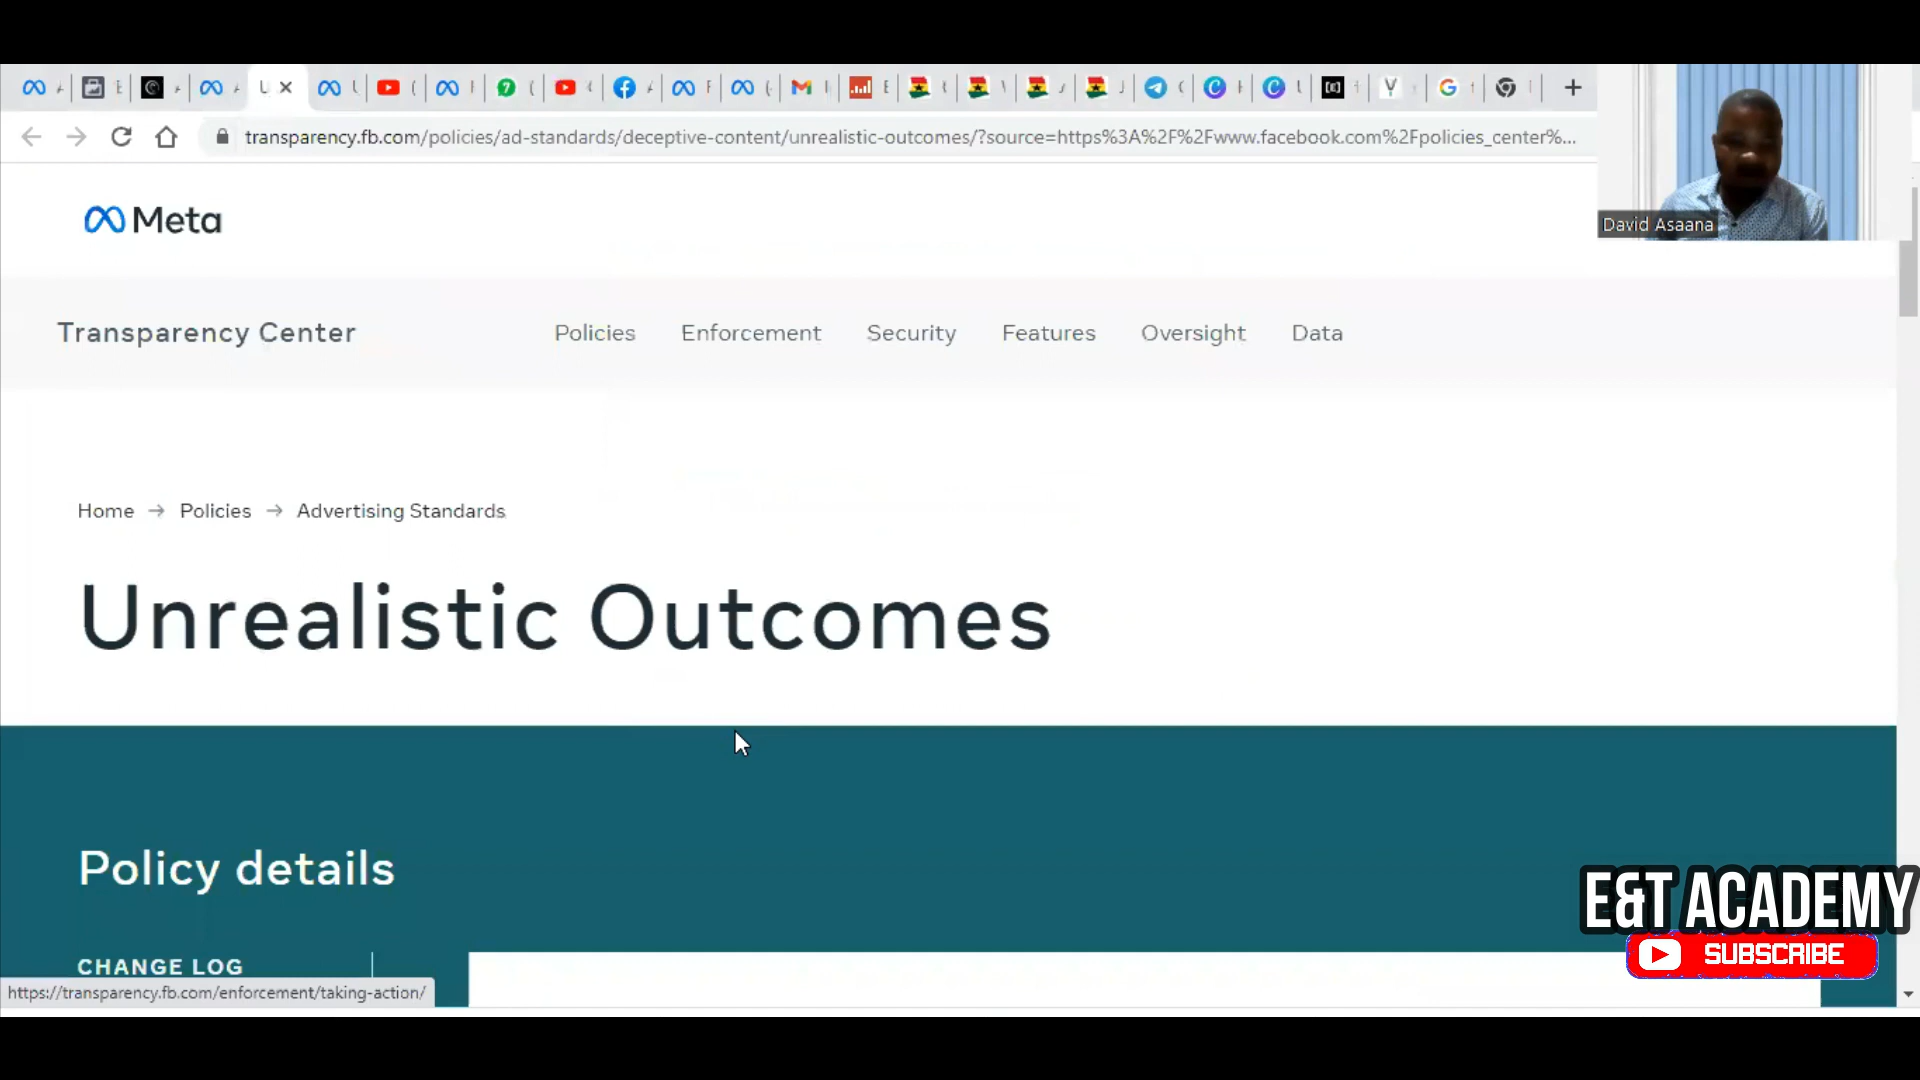 transparency.fb.com/policies/ad-standards/deceptive-content/unrealistic-outcomes/?source=https%3A%2F%2Fwww.facebook.com%2Fpolicies_center%...
David Asaana
Meta
Transparency Center Policies Enforcement Security Features Oversight Data
Home → Policies → Advertising Standards
Unrealistic Outcomes
Policy details
CHANGE LOG
E&T ACADEMY
SUBSCRIBE
https://transparency.fb.com/enforcement/taking-action/